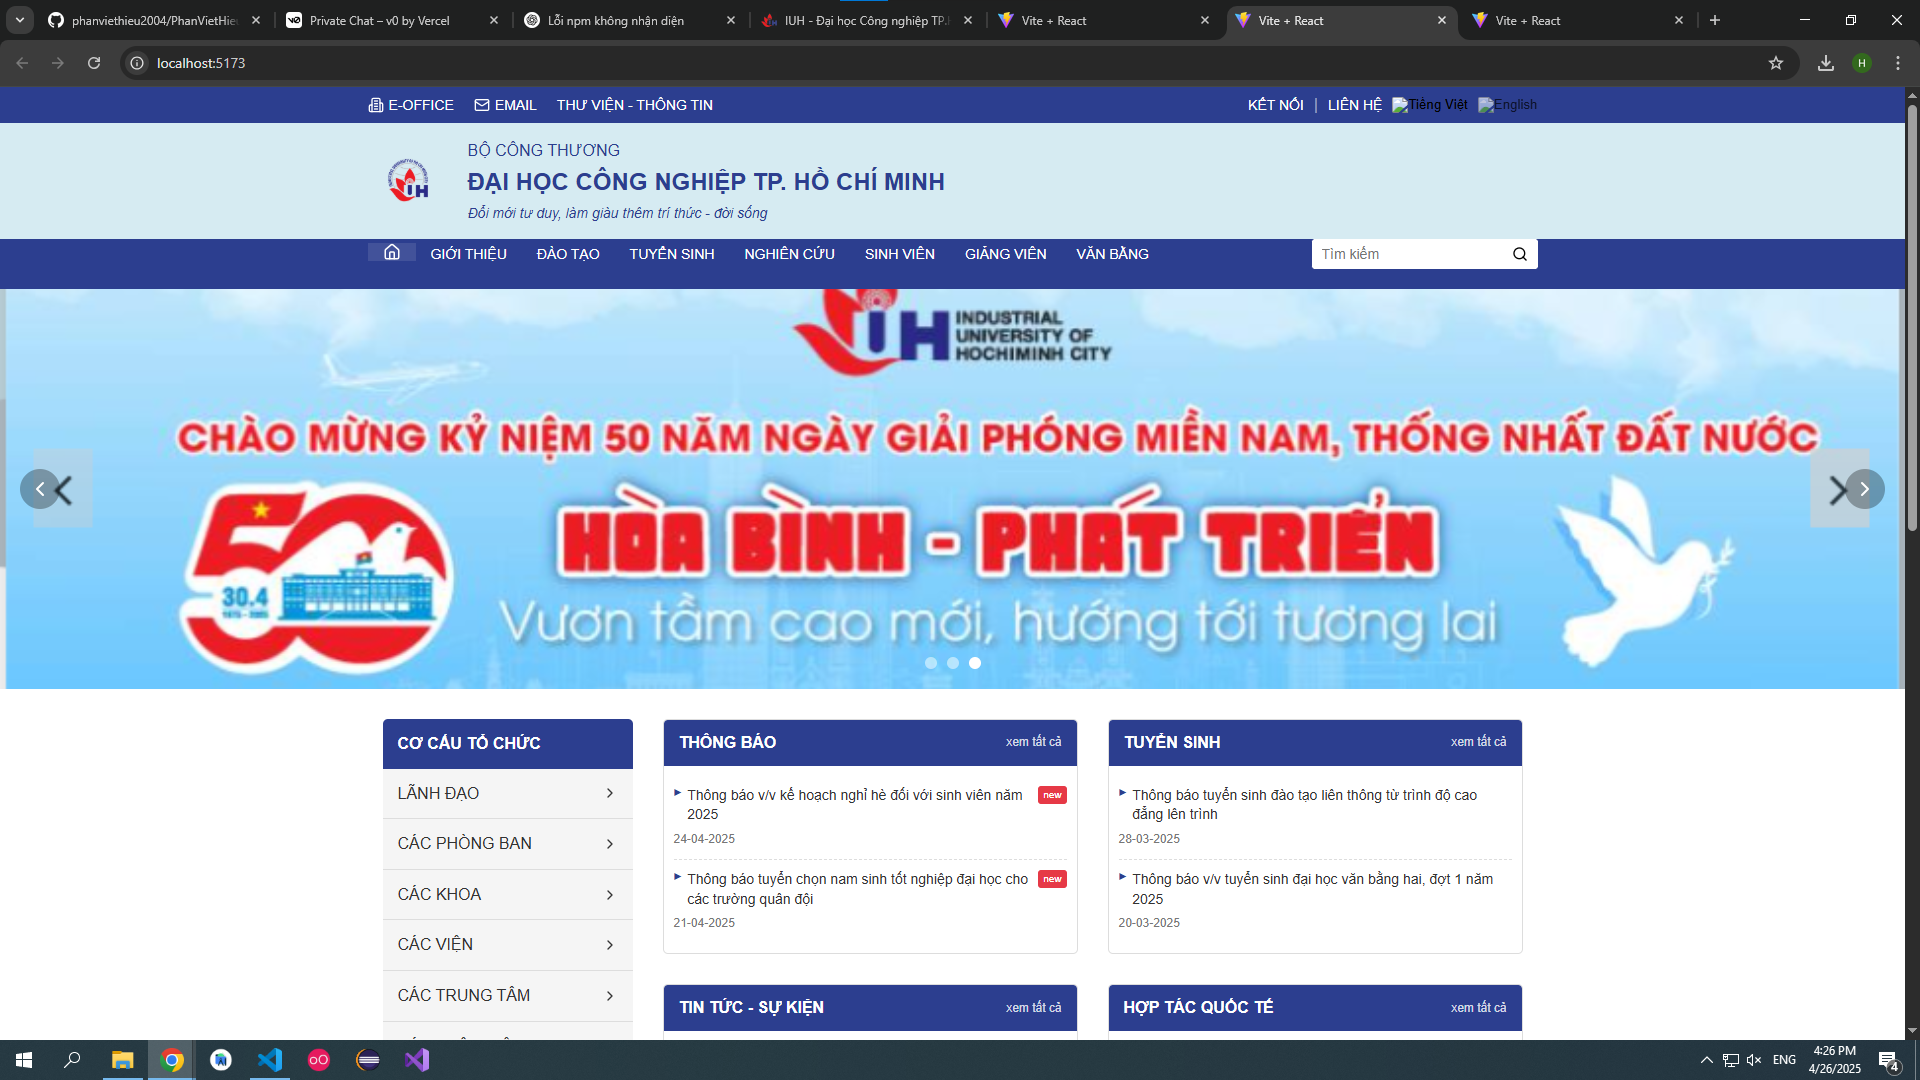 phanviethieu2004/PhanVietHieu
Private Chat – v0 by Vercel
Lỗi npm không nhận diện
IUH - Đại học Công nghiệp TP.
Vite + React
Vite + React
Vite + React
localhost:5173
H
E-OFFICE
EMAIL
THƯ VIỆN - THÔNG TIN
KẾT NỐI | LIÊN HỆ
Tiếng Việt
English
BỘ CÔNG THƯƠNG
ĐẠI HỌC CÔNG NGHIỆP TP. HỒ CHÍ MINH
Đổi mới tư duy, làm giàu thêm trí thức - đời sống
IUH
GIỚI THIỆU
ĐÀO TẠO
TUYỂN SINH
NGHIÊN CỨU
SINH VIÊN
GIẢNG VIÊN
VĂN BẰNG
Tìm kiếm
IUH
INDUSTRIAL
UNIVERSITY OF
HOCHIMINH CITY
CHÀO MỪNG KỶ NIỆM 50 NĂM NGÀY GIẢI PHÓNG MIỀN NAM, THỐNG NHẤT ĐẤT NƯỚC
50
30.4
HÒA BÌNH - PHÁT TRIỂN
Vươn tầm cao mới, hướng tới tương lai
CƠ CẤU TỔ CHỨC
LÃNH ĐẠO
CÁC PHÒNG BAN
CÁC KHOA
CÁC VIỆN
CÁC TRUNG TÂM
THÔNG BÁO
xem tất cả
Thông báo v/v kế hoạch nghỉ hè đối với sinh viên năm
2025
new
24-04-2025
Thông báo tuyển chọn nam sinh tốt nghiệp đại học cho
các trường quân đội
new
21-04-2025
TUYỂN SINH
xem tất cả
Thông báo tuyển sinh đào tạo liên thông từ trình độ cao
đẳng lên trình
28-03-2025
Thông báo v/v tuyển sinh đại học văn bằng hai, đợt 1 năm
2025
20-03-2025
TIN TỨC - SỰ KIỆN
xem tất cả
HỢP TÁC QUỐC TẾ
xem tất cả
ENG
4:26 PM
4/26/2025
4